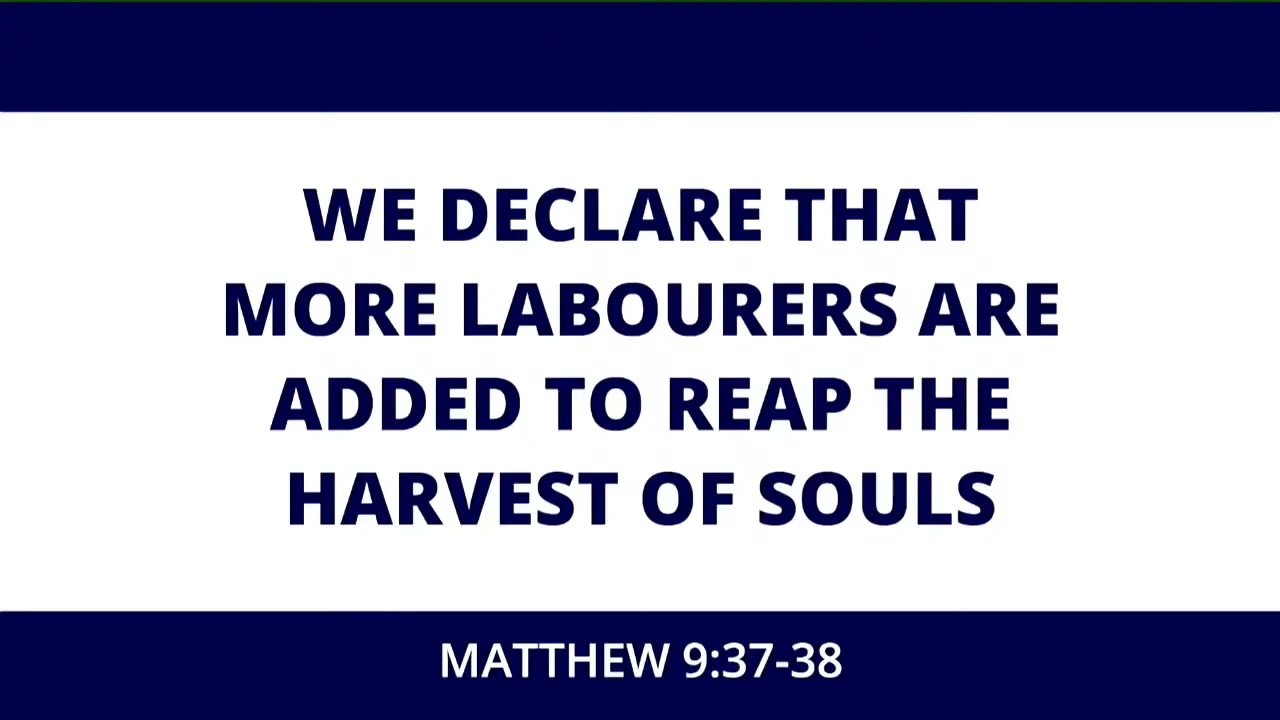 WE DECLARE THAT
MORE LABOURERS ARE
ADDED TO REAP THE
HARVEST OF SOULS
MATTHEW 9:37-38